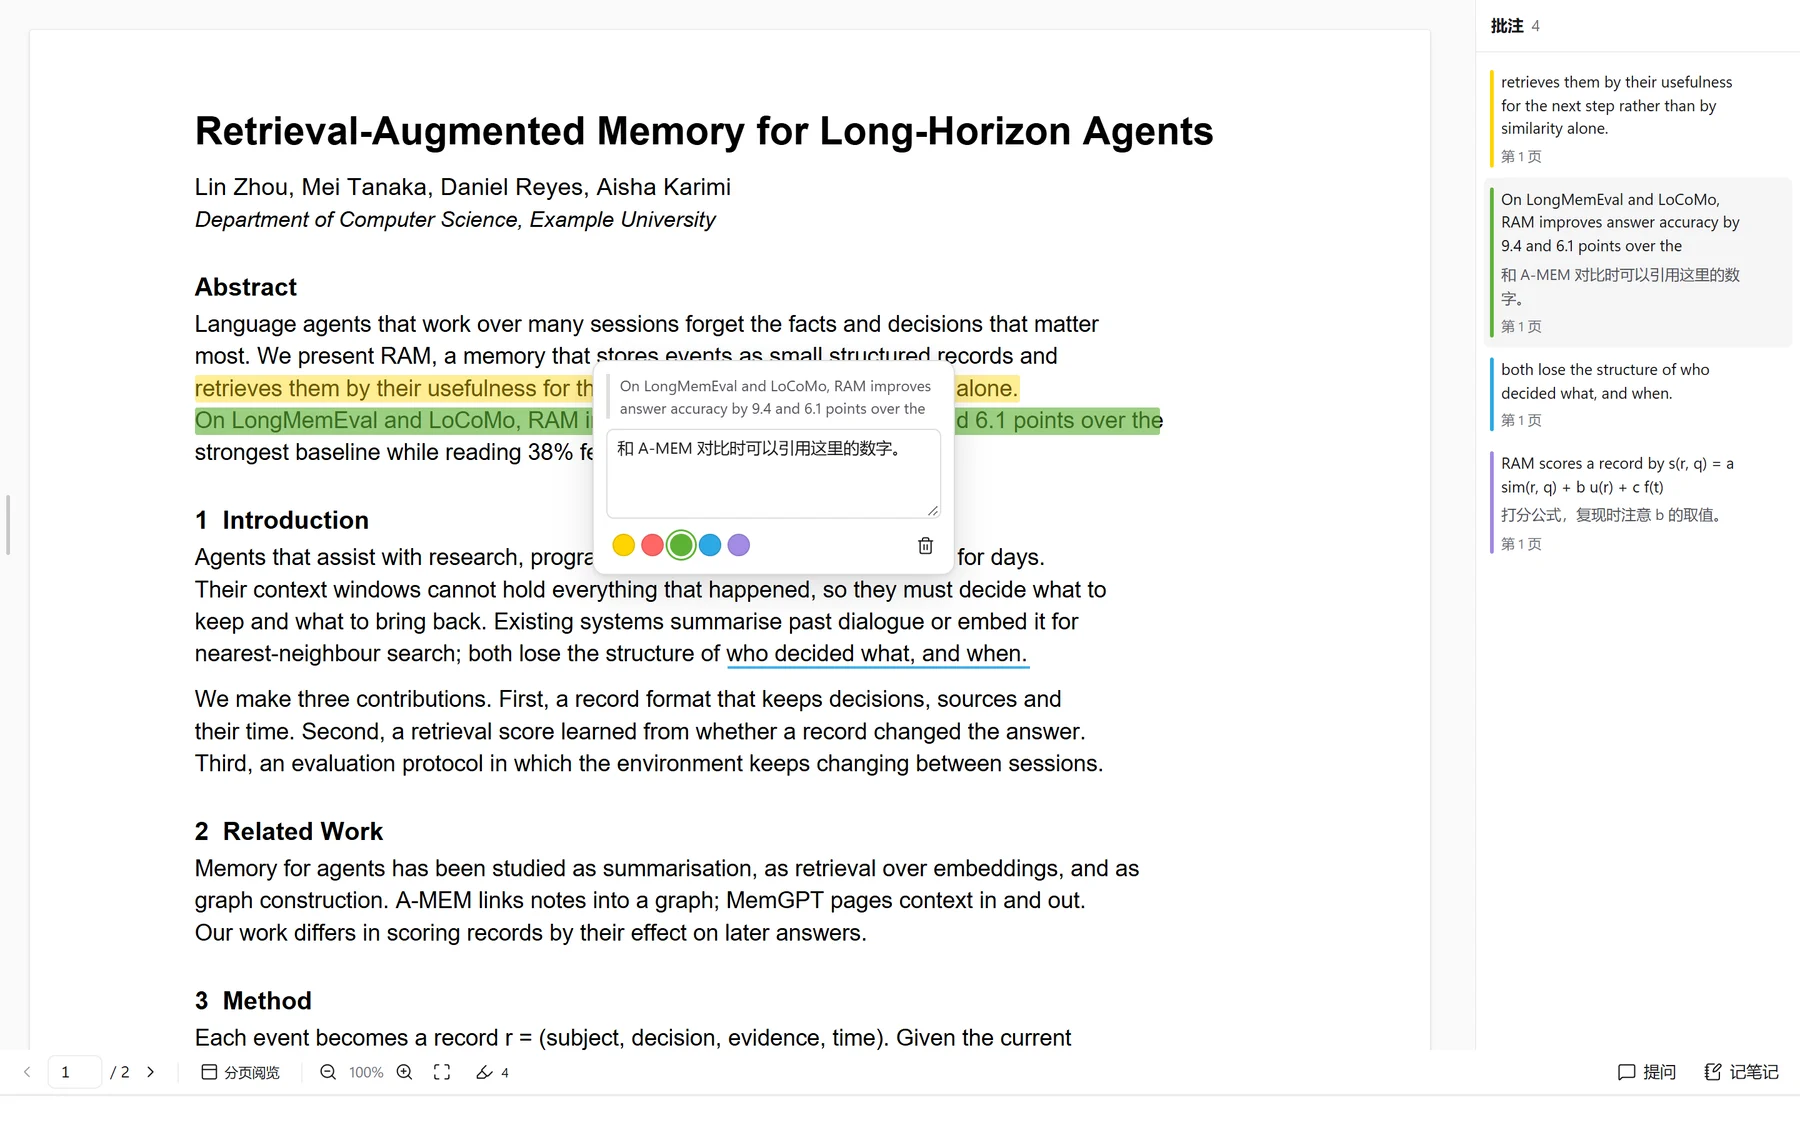 Retrieval-Augmented Memory for Long-Horizon Agents
Lin Zhou, Mei Tanaka, Daniel Reyes, Aisha Karimi
Department of Computer Science, Example University
Abstract
Language agents that work over many sessions forget the facts and decisions that matter
most. We present RAM, a memory that stores events as small structured records and
retrieves them by their usefulness for th
alone.
On LongMemEval and LoCoMo, RAM i
d 6.1 points over the
strongest baseline while reading 38% fe
On LongMemEval and LoCoMo, RAM improves
answer accuracy by 9.4 and 6.1 points over the
和 A-MEM 对比时可以引用这里的数字。
1 Introduction
Agents that assist with research, progra
for days.
Their context windows cannot hold everything that happened, so they must decide what to
keep and what to bring back. Existing systems summarise past dialogue or embed it for
nearest-neighbour search; both lose the structure of who decided what, and when.
We make three contributions. First, a record format that keeps decisions, sources and
their time. Second, a retrieval score learned from whether a record changed the answer.
Third, an evaluation protocol in which the environment keeps changing between sessions.
2 Related Work
Memory for agents has been studied as summarisation, as retrieval over embeddings, and as
graph construction. A-MEM links notes into a graph; MemGPT pages context in and out.
Our work differs in scoring records by their effect on later answers.
3 Method
Each event becomes a record r = (subject, decision, evidence, time). Given the current
1 / 2
分页阅览
100%
4
提问
记笔记
批注 4
retrieves them by their usefulness
for the next step rather than by
similarity alone.
第 1 页
On LongMemEval and LoCoMo,
RAM improves answer accuracy by
9.4 and 6.1 points over the
和 A-MEM 对比时可以引用这里的数
字。
第 1 页
both lose the structure of who
decided what, and when.
第 1 页
RAM scores a record by s(r, q) = a
sim(r, q) + b u(r) + c f(t)
打分公式，复现时注意 b 的取值。
第 1 页